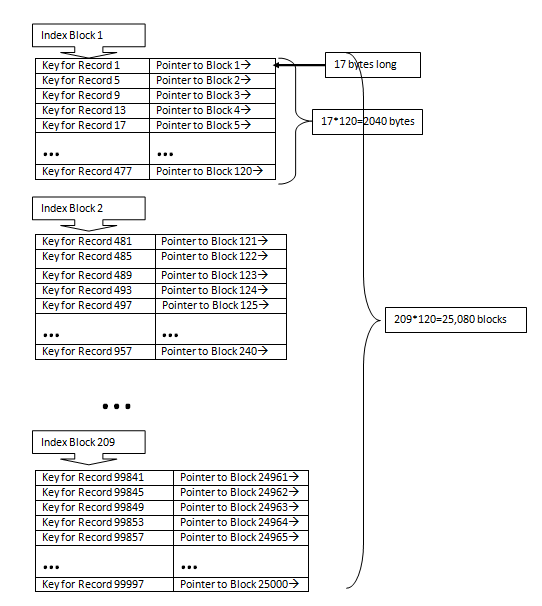 Index Block 1
Key for Record 1 Pointer to Block 1→ 17 bytes long
Key for Record 5 Pointer to Block 2→
Key for Record 9 Pointer to Block 3→
Key for Record 13 Pointer to Block 4→
Key for Record 17 Pointer to Block 5→
17*120=2040 bytes
... ...
Key for Record 477 Pointer to Block 120→
Index Block 2
Key for Record 481 Pointer to Block 121→
Key for Record 485 Pointer to Block 122→
Key for Record 489 Pointer to Block 123→
Key for Record 493 Pointer to Block 124→
Key for Record 497 Pointer to Block 125→
209*120=25,080 blocks
... ...
Key for Record 957 Pointer to Block 240→
...
Index Block 209
Key for Record 99841 Pointer to Block 24961→
Key for Record 99845 Pointer to Block 24962→
Key for Record 99849 Pointer to Block 24963→
Key for Record 99853 Pointer to Block 24964→
Key for Record 99857 Pointer to Block 24965→
... ...
Key for Record 99997 Pointer to Block 25000→